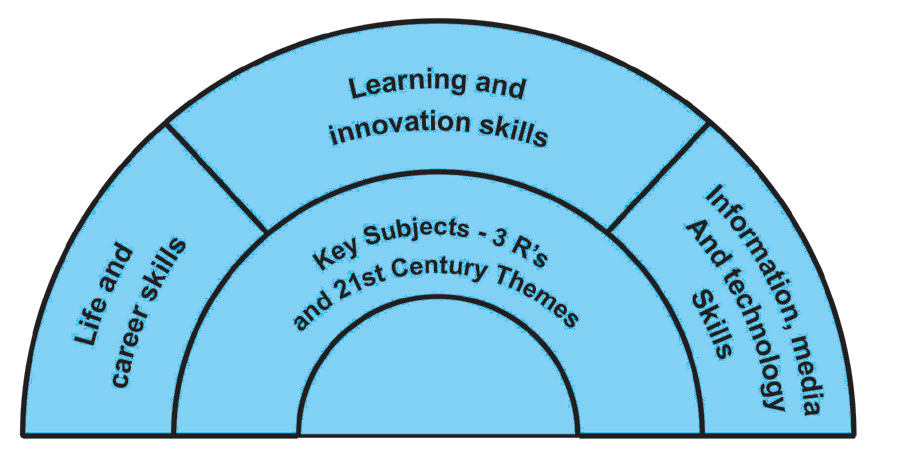 Learning and
innovation skills
Life and
career skills
Key Subjects - 3 R's
and 21st Century Themes
Information, media
And technology
Skills